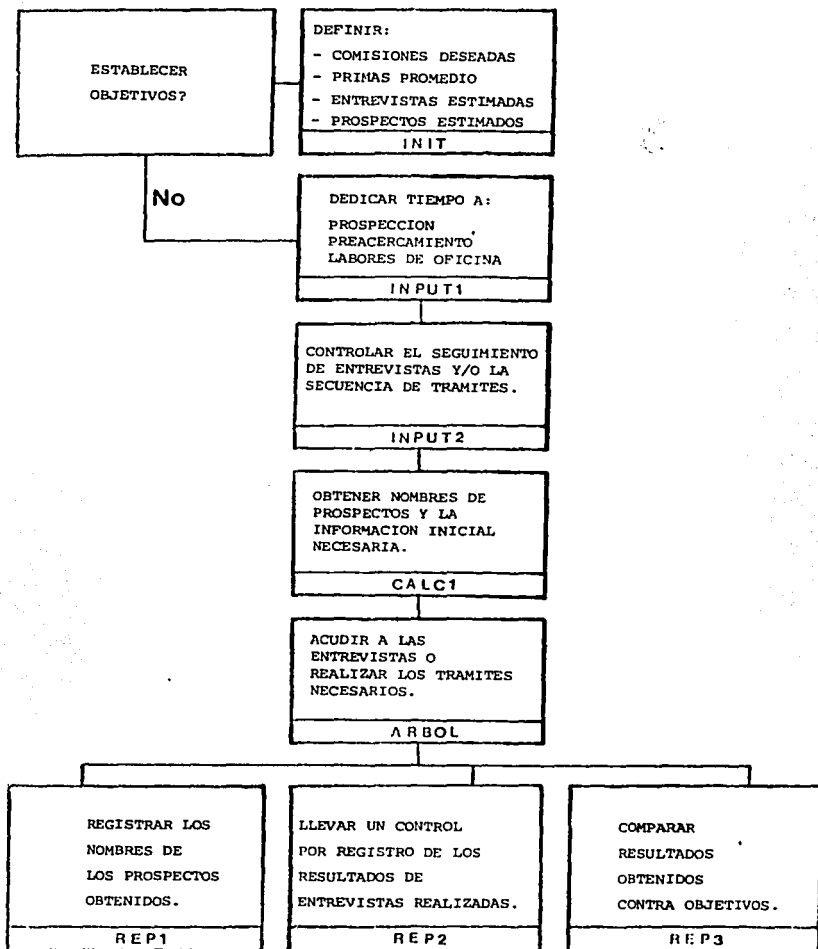 ESTABLECER
OBJETIVOS?
DEFINIR:
- COMISIONES DESEADAS
- PRIMAS PROMEDIO
- ENTREVISTAS ESTIMADAS
- PROSPECTOS ESTIMADOS
INIT
No
DEDICAR TIEMPO A:
PROSPECCION
PREACERCAMIENTO
LABORES DE OFICINA
INPUT1
CONTROLAR EL SEGUIMIENTO
DE ENTREVISTAS Y/O LA
SECUENCIA DE TRAMITES.
INPUT2
OBTENER NOMBRES DE
PROSPECTOS Y LA
INFORMACION INICIAL
NECESARIA.
CALC1
ACUDIR A LAS
ENTREVISTAS O
REALIZAR LOS TRAMITES
NECESARIOS.
ARBOL
REGISTRAR LOS
NOMBRES DE
LOS PROSPECTOS
OBTENIDOS.
REP1
LLEVAR UN CONTROL
POR REGISTRO DE LOS
RESULTADOS DE
ENTREVISTAS REALIZADAS.
REP2
COMPARAR
RESULTADOS
OBTENIDOS
CONTRA OBJETIVOS.
REP3